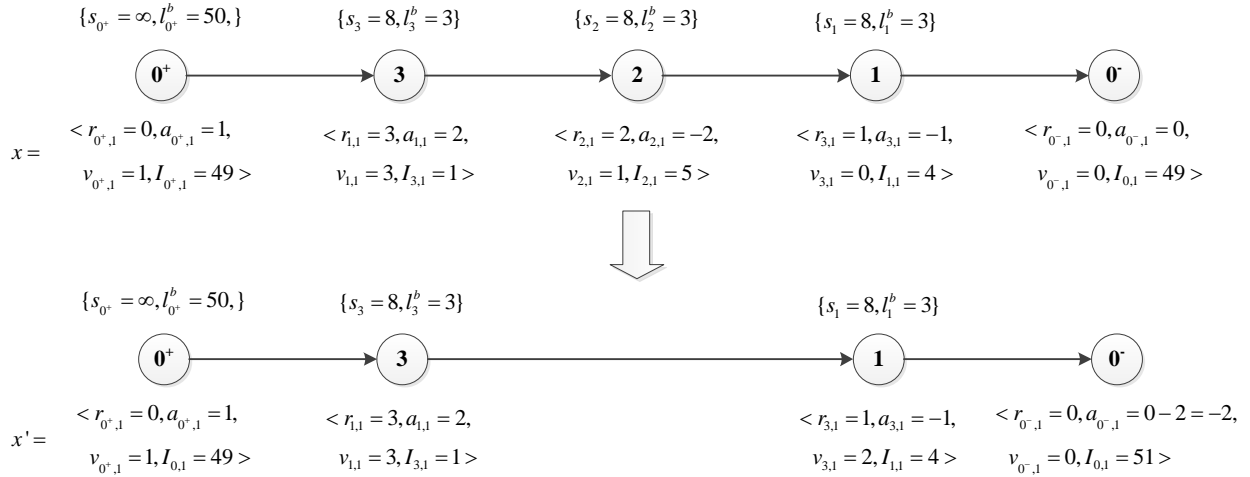 {s_{0^+} = ∞, l^b_{0^+} = 50,} {s_3 = 8, l^b_3 = 3} {s_2 = 8, l^b_2 = 3} {s_1 = 8, l^b_1 = 3}
0⁺ 3 2 1 0⁻
x = < r_{0^+,1} = 0, a_{0^+,1} = 1, < r_{1,1} = 3, a_{1,1} = 2, < r_{2,1} = 2, a_{2,1} = −2, < r_{3,1} = 1, a_{3,1} = −1, < r_{0^-,1} = 0, a_{0^-,1} = 0,
v_{0^+,1} = 1, I_{0^+,1} = 49 > v_{1,1} = 3, I_{3,1} = 1 > v_{2,1} = 1, I_{2,1} = 5 > v_{3,1} = 0, I_{1,1} = 4 > v_{0^-,1} = 0, I_{0,1} = 49 >
{s_{0^+} = ∞, l^b_{0^+} = 50,} {s_3 = 8, l^b_3 = 3} {s_1 = 8, l^b_1 = 3}
0⁺ 3 1 0⁻
x' = < r_{0^+,1} = 0, a_{0^+,1} = 1, < r_{1,1} = 3, a_{1,1} = 2, < r_{3,1} = 1, a_{3,1} = −1, < r_{0^-,1} = 0, a_{0^-,1} = 0 − 2 = −2,
v_{0^+,1} = 1, I_{0,1} = 49 > v_{1,1} = 3, I_{3,1} = 1 > v_{3,1} = 2, I_{1,1} = 4 > v_{0^-,1} = 0, I_{0,1} = 51 >